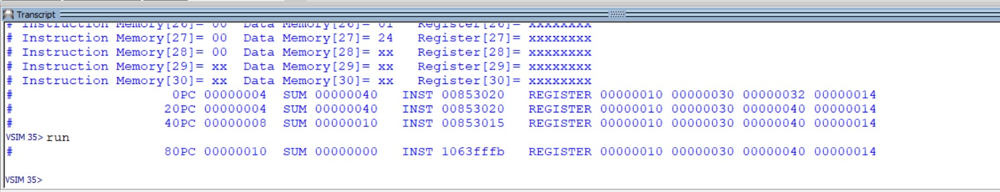 Transcript
# Instruction Memory[26]= 00  Data Memory[26]= 01   Register[26]= xxxxxxxx
# Instruction Memory[27]= 00  Data Memory[27]= 24   Register[27]= xxxxxxxx
# Instruction Memory[28]= 00  Data Memory[28]= xx   Register[28]= xxxxxxxx
# Instruction Memory[29]= xx  Data Memory[29]= xx   Register[29]= xxxxxxxx
# Instruction Memory[30]= xx  Data Memory[30]= xx   Register[30]= xxxxxxxx
#                    0PC 00000004  SUM 00000040   INST 00853020   REGISTER 00000010 00000030 00000032 00000014
#                   20PC 00000004  SUM 00000040   INST 00853020   REGISTER 00000010 00000030 00000040 00000014
#                   40PC 00000008  SUM 00000010   INST 00853015   REGISTER 00000010 00000030 00000040 00000014
VSIM 35> run
#                   80PC 00000010  SUM 00000000   INST 1063fffb   REGISTER 00000010 00000030 00000040 00000014
VSIM 35>